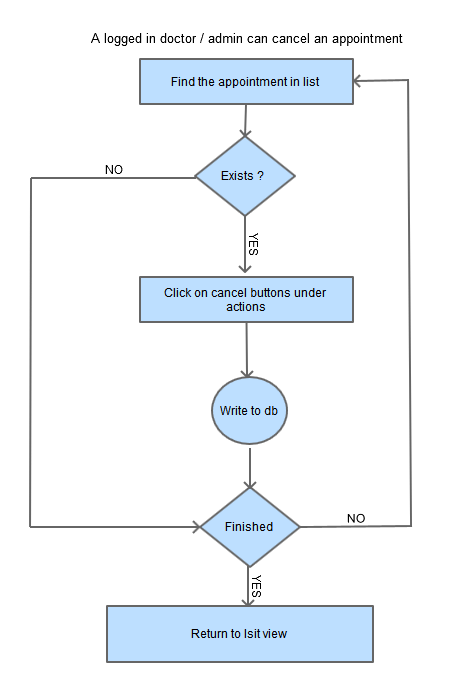 A logged in doctor / admin can cancel an appointment
Find the appointment in list
NO
Exists ?
YES
Click on cancel buttons under
actions
Write to db
Finished
NO
YES
Return to lsit view